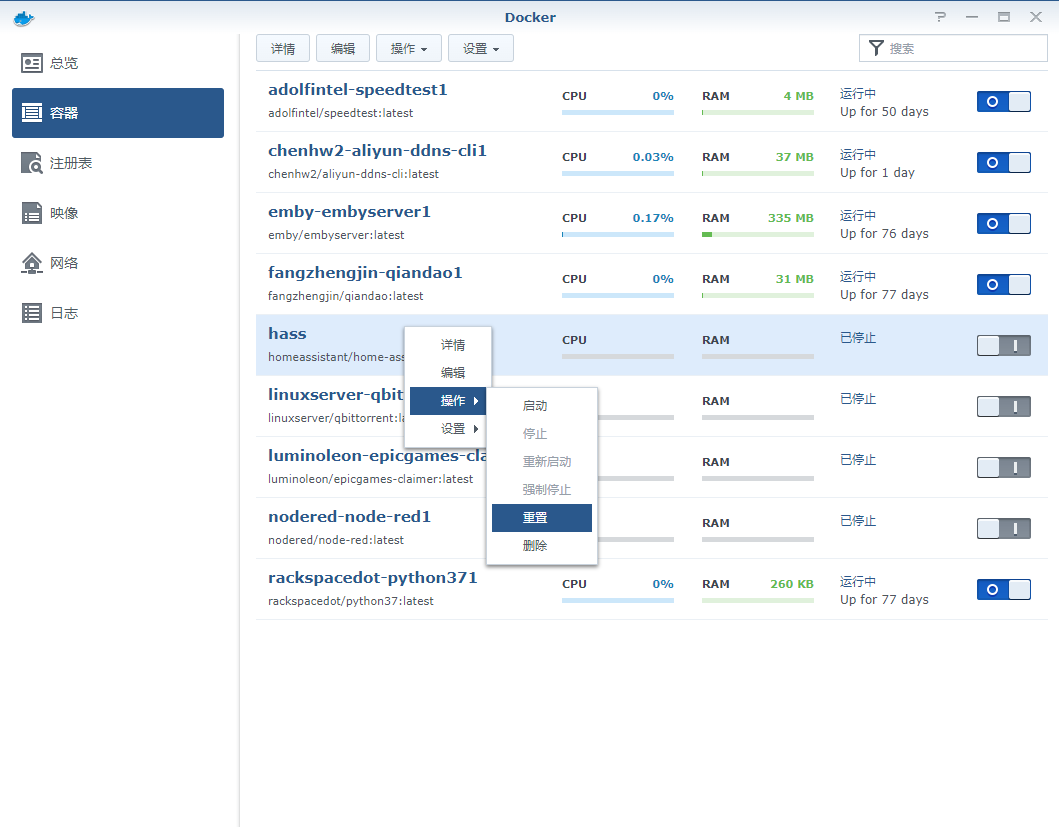 Docker
总览
容器
注册表
映像
网络
日志
详情 编辑 操作 设置 搜索
adolfintel-speedtest1
adolfintel/speedtest:latest
CPU 0% RAM 4 MB
运行中
Up for 50 days
chenhw2-aliyun-ddns-cli1
chenhw2/aliyun-ddns-cli:latest
CPU 0.03% RAM 37 MB
运行中
Up for 1 day
emby-embyserver1
emby/embyserver:latest
CPU 0.17% RAM 335 MB
运行中
Up for 76 days
fangzhengjin-qiandao1
fangzhengjin/qiandao:latest
CPU 0% RAM 31 MB
运行中
Up for 77 days
hass
homeassistant/home-ass
CPU RAM
已停止
linuxserver-qbit
linuxserver/qbittorrent:la
RAM
已停止
luminoleon-epicgames-cla
luminoleon/epicgames-claimer:latest
RAM
已停止
nodered-node-red1
nodered/node-red:latest
RAM
已停止
rackspacedot-python371
rackspacedot/python37:latest
CPU 0% RAM 260 KB
运行中
Up for 77 days
详情
编辑
操作
设置
启动
停止
重新启动
强制停止
重置
删除